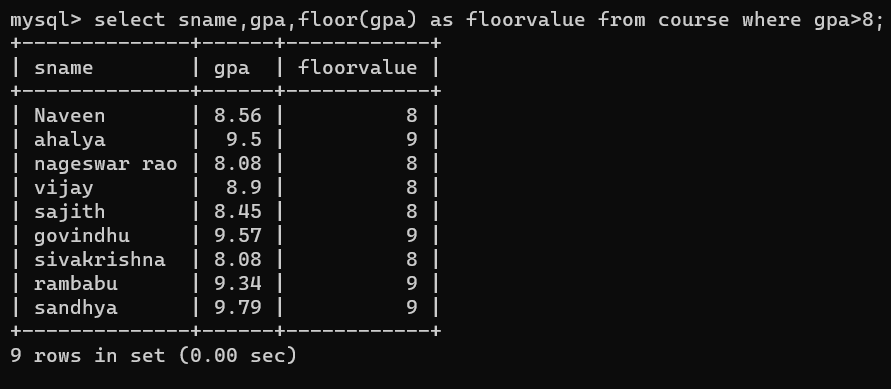 mysql> select sname,gpa,floor(gpa) as floorvalue from course where gpa>8;
+--------------+------+------------+
| sname        | gpa  | floorvalue |
+--------------+------+------------+
| Naveen       | 8.56 |          8 |
| ahalya       |  9.5 |          9 |
| nageswar rao | 8.08 |          8 |
| vijay        |  8.9 |          8 |
| sajith       | 8.45 |          8 |
| govindhu     | 9.57 |          9 |
| sivakrishna  | 8.08 |          8 |
| rambabu      | 9.34 |          9 |
| sandhya      | 9.79 |          9 |
+--------------+------+------------+
9 rows in set (0.00 sec)